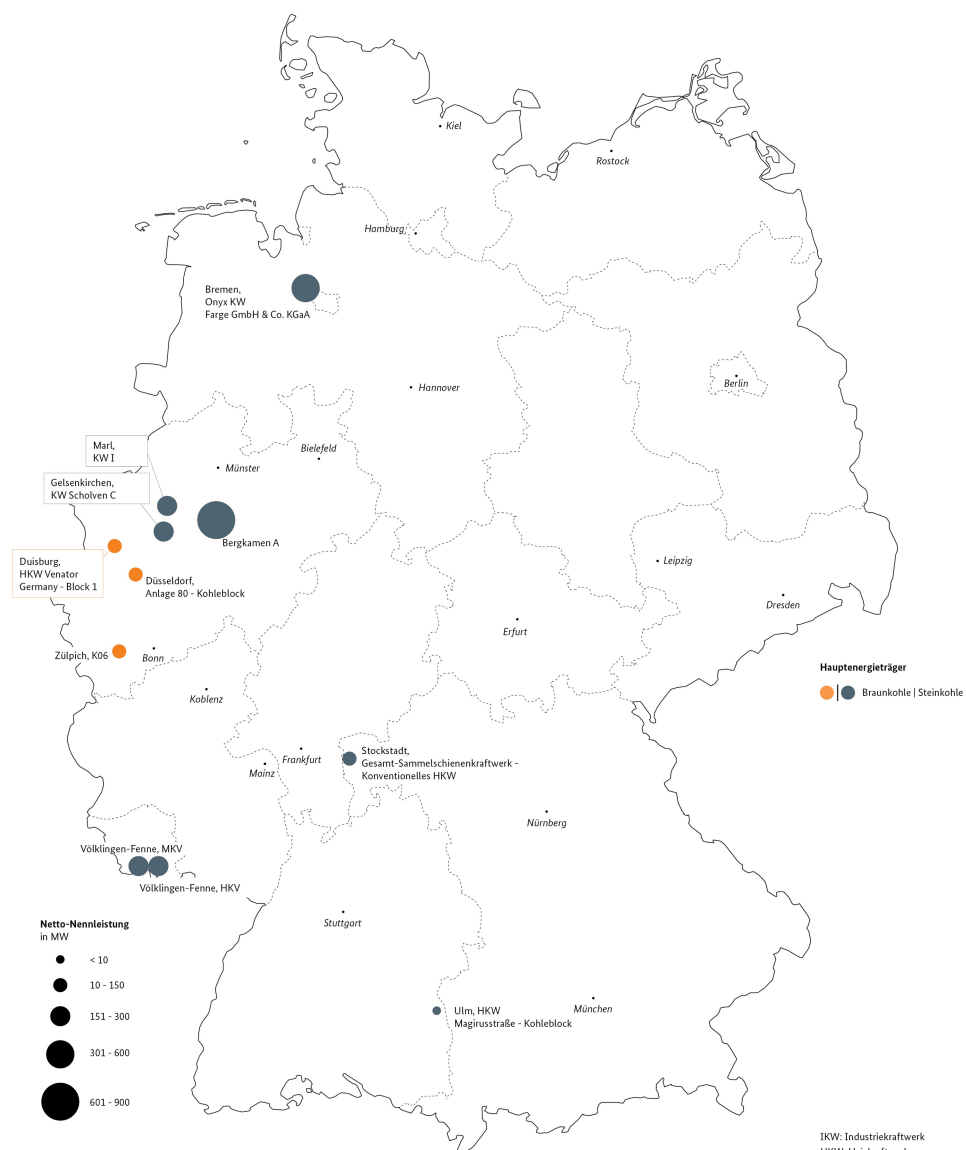 Kiel
Rostock
Hamburg
Bremen,
Onyx KW
Farge GmbH & Co. KGaA
Hannover
Berlin
Marl,
KW I
Bielefeld
Münster
Gelsenkirchen,
KW Scholven C
Bergkamen A
Duisburg,
HKW Venator
Germany - Block 1
Düsseldorf,
Anlage 80 - Kohleblock
Leipzig
Dresden
Erfurt
Zülpich, K06
Bonn
Koblenz
Hauptenergieträger
Braunkohle | Steinkohle
Frankfurt
Mainz
Stockstadt,
Gesamt-Sammelschienenkraftwerk -
Konventionelles HKW
Nürnberg
Völklingen-Fenne, MKV
Völklingen-Fenne, HKV
Stuttgart
Netto-Nennleistung
in MW
< 10
10 - 150
151 - 300
301 - 600
601 - 900
Ulm, HKW
Magirusstraße - Kohleblock
München
IKW: Industriekraftwerk